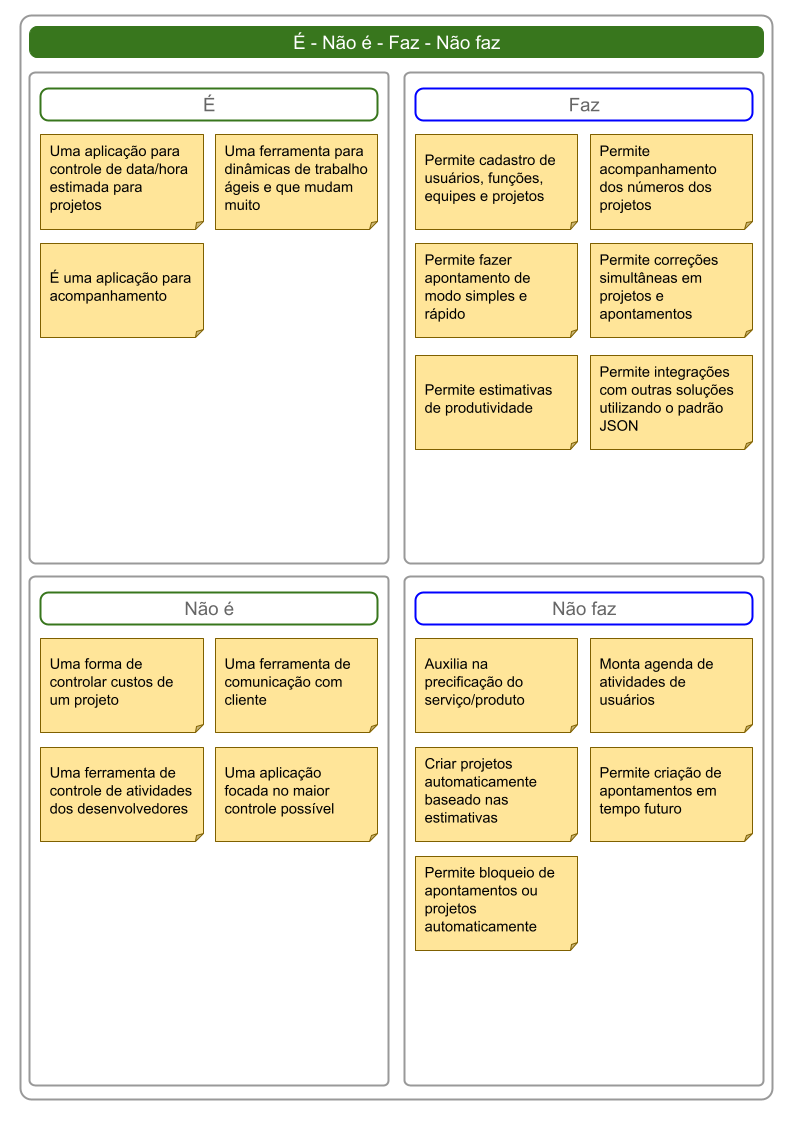 É - Não é - Faz - Não faz
É
Uma aplicação para
controle de data/hora
estimada para
projetos
Uma ferramenta para
dinâmicas de trabalho
ágeis e que mudam
muito
É uma aplicação para
acompanhamento
Faz
Permite cadastro de
usuários, funções,
equipes e projetos
Permite
acompanhamento
dos números dos
projetos
Permite fazer
apontamento de
modo simples e
rápido
Permite correções
simultâneas em
projetos e
apontamentos
Permite estimativas
de produtividade
Permite integrações
com outras soluções
utilizando o padrão
JSON
Não é
Uma forma de
controlar custos de
um projeto
Uma ferramenta de
comunicação com
cliente
Uma ferramenta de
controle de atividades
dos desenvolvedores
Uma aplicação
focada no maior
controle possível
Não faz
Auxilia na
precificação do
serviço/produto
Monta agenda de
atividades de
usuários
Criar projetos
automaticamente
baseado nas
estimativas
Permite criação de
apontamentos em
tempo futuro
Permite bloqueio de
apontamentos ou
projetos
automaticamente